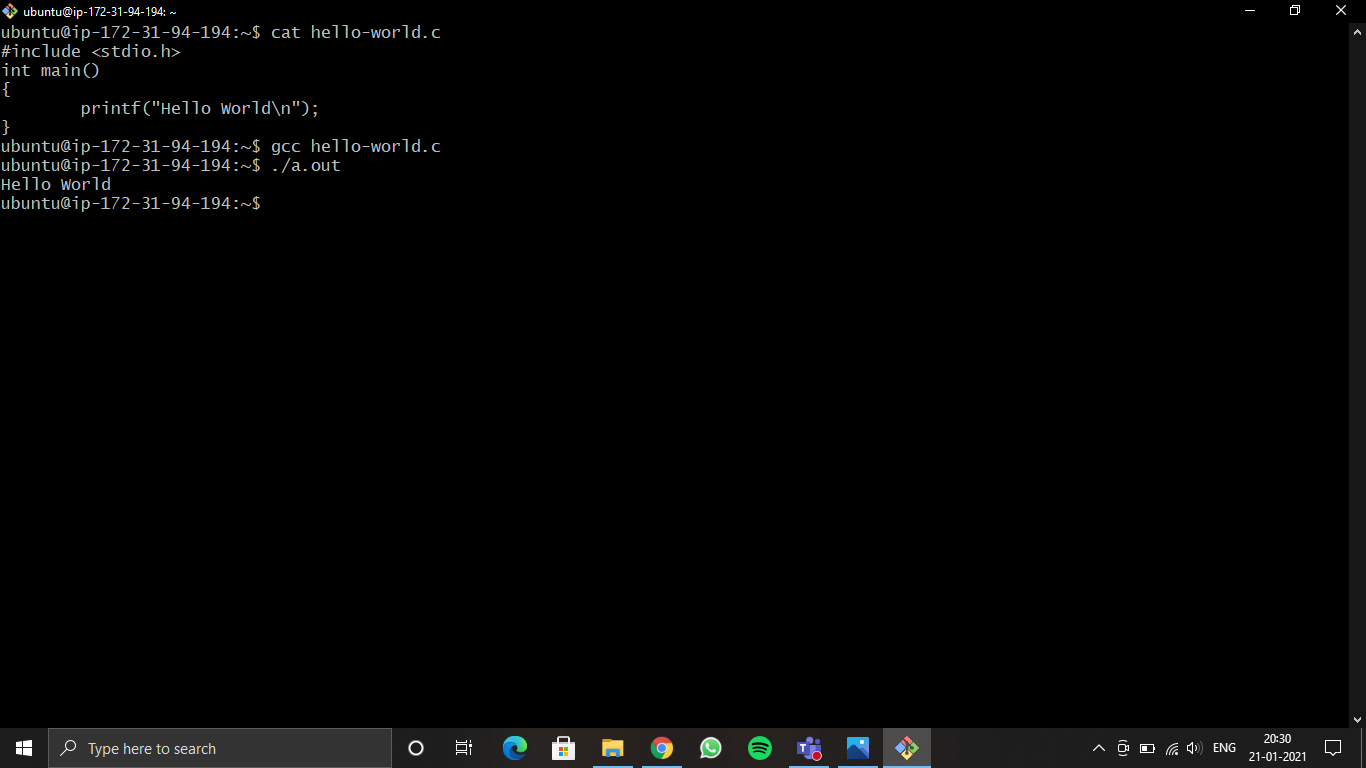 ubuntu@ip-172-31-94-194: ~
ubuntu@ip-172-31-94-194:~$ cat hello-world.c
#include <stdio.h>
int main()
{
        printf("Hello World\n");
}
ubuntu@ip-172-31-94-194:~$ gcc hello-world.c
ubuntu@ip-172-31-94-194:~$ ./a.out
Hello World
ubuntu@ip-172-31-94-194:~$
Type here to search
ENG
20:30
21-01-2021